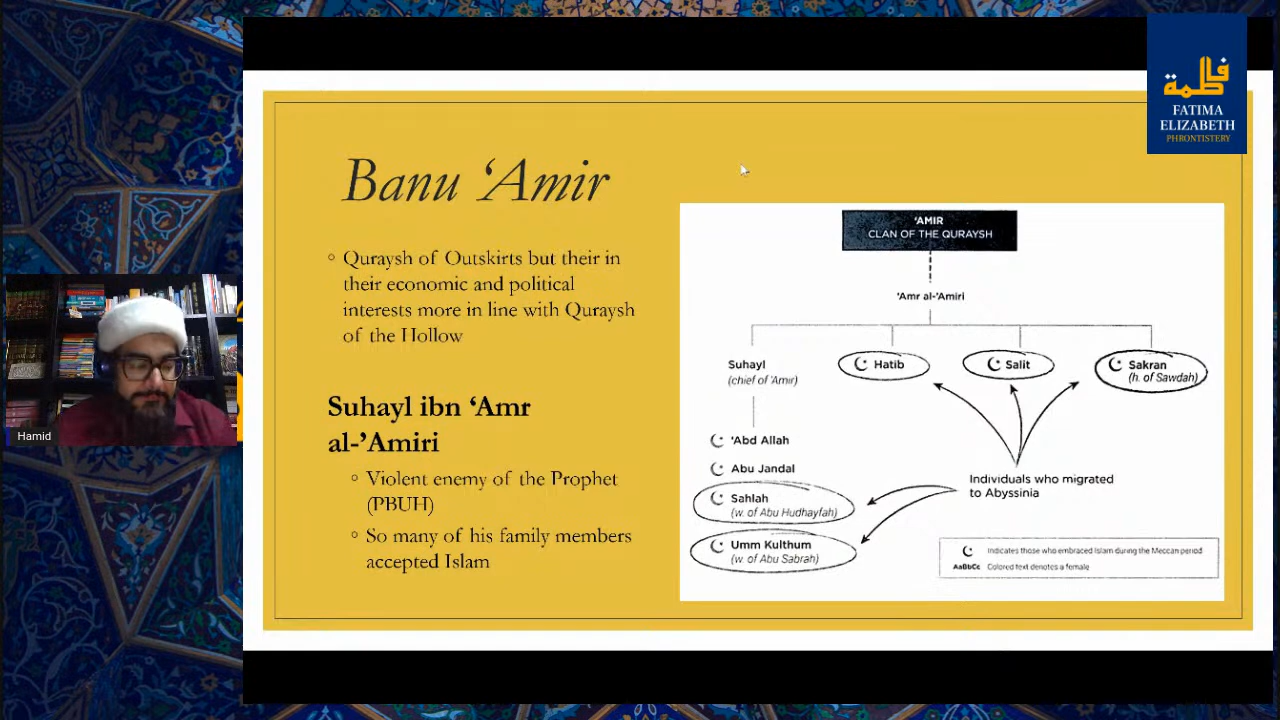 فاطمة
FATIMA
ELIZABETH
PHRONTISTERY
Banu ‘Amir
Quraysh of Outskirts but their in
their economic and political
interests more in line with Quraysh
of the Hollow
Suhayl ibn ‘Amr
al-’Amiri
Violent enemy of the Prophet
(PBUH)
So many of his family members
accepted Islam
‘AMIR
CLAN OF THE QURAYSH
‘Amr al-‘Amiri
Suhayl
(chief of ‘Amir)
Hatib
Salit
Sakran
(h. of Sawdah)
‘Abd Allah
Abu Jandal
Sahlah
(w. of Abu Hudhayfah)
Umm Kulthum
(w. of Abu Sabrah)
Individuals who migrated
to Abyssinia
Indicates those who embraced Islam during the Meccan period
AaBbCc Colored text denotes a female
Hamid